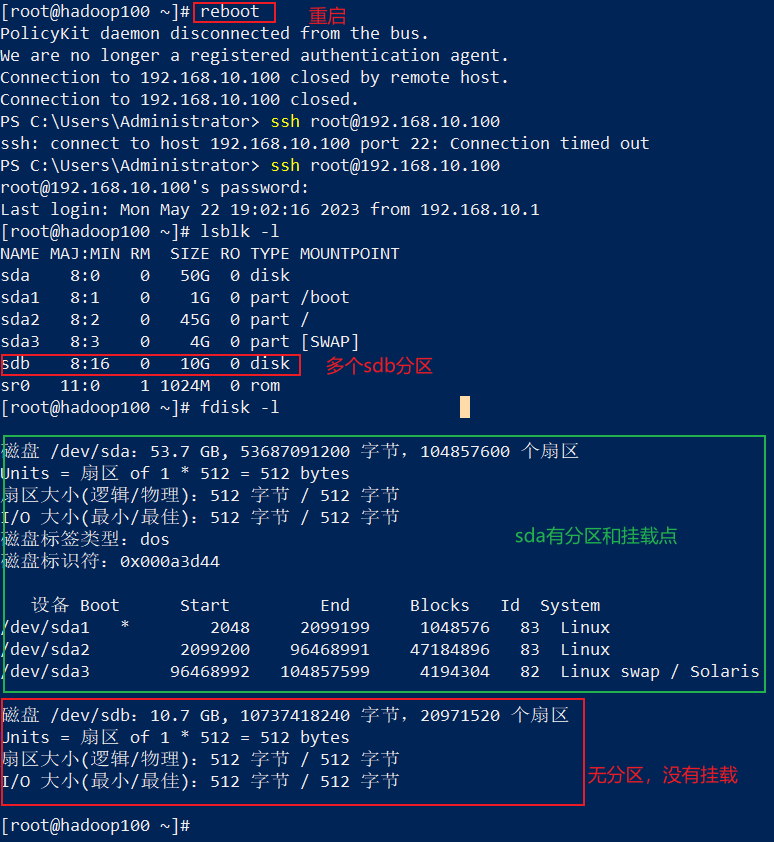 [root@hadoop100 ~]# reboot 重启
PolicyKit daemon disconnected from the bus.
We are no longer a registered authentication agent.
Connection to 192.168.10.100 closed by remote host.
Connection to 192.168.10.100 closed.
PS C:\Users\Administrator> ssh root@192.168.10.100
ssh: connect to host 192.168.10.100 port 22: Connection timed out
PS C:\Users\Administrator> ssh root@192.168.10.100
root@192.168.10.100's password:
Last login: Mon May 22 19:02:16 2023 from 192.168.10.1
[root@hadoop100 ~]# lsblk -l
NAME MAJ:MIN RM  SIZE RO TYPE MOUNTPOINT
sda    8:0    0   50G  0 disk
sda1   8:1    0    1G  0 part /boot
sda2   8:2    0   45G  0 part /
sda3   8:3    0    4G  0 part [SWAP]
sdb    8:16   0   10G  0 disk 多个sdb分区
sr0   11:0    1 1024M  0 rom
[root@hadoop100 ~]# fdisk -l
磁盘 /dev/sda：53.7 GB, 53687091200 字节，104857600 个扇区
Units = 扇区 of 1 * 512 = 512 bytes
扇区大小(逻辑/物理)：512 字节 / 512 字节
I/O 大小(最小/最佳)：512 字节 / 512 字节
磁盘标签类型：dos
sda有分区和挂载点
磁盘标识符：0x000a3d44
设备 Boot      Start         End      Blocks   Id  System
/dev/sda1   *        2048     2099199     1048576   83  Linux
/dev/sda2         2099200    96468991    47184896   83  Linux
/dev/sda3        96468992   104857599     4194304   82  Linux swap / Solaris
磁盘 /dev/sdb：10.7 GB, 10737418240 字节，20971520 个扇区
Units = 扇区 of 1 * 512 = 512 bytes
扇区大小(逻辑/物理)：512 字节 / 512 字节
I/O 大小(最小/最佳)：512 字节 / 512 字节 无分区，没有挂载
[root@hadoop100 ~]#